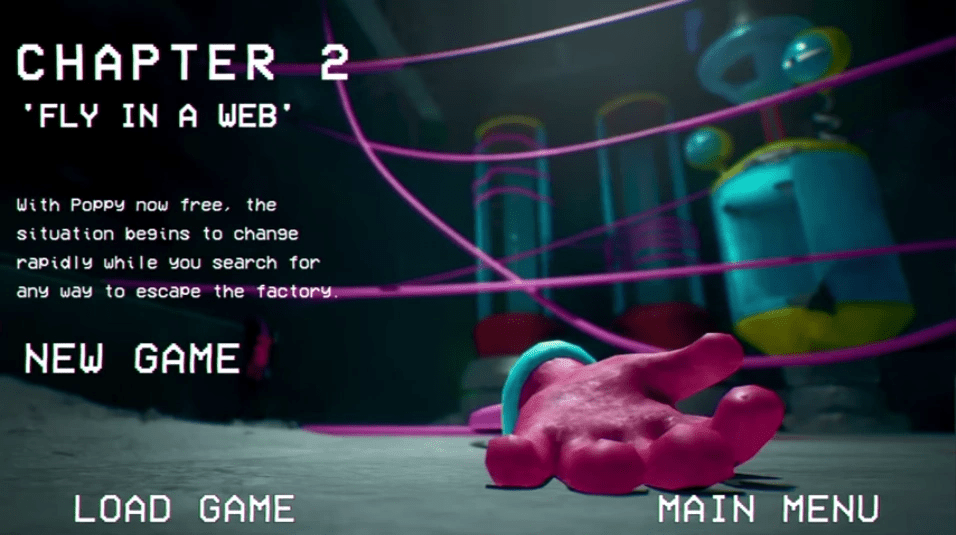 CHAPTER 2
'FLY IN A WEB'
With Poppy now free, the
situation begins to change
rapidly while you search for
any way to escape the factory.
NEW GAME
LOAD GAME
MAIN MENU